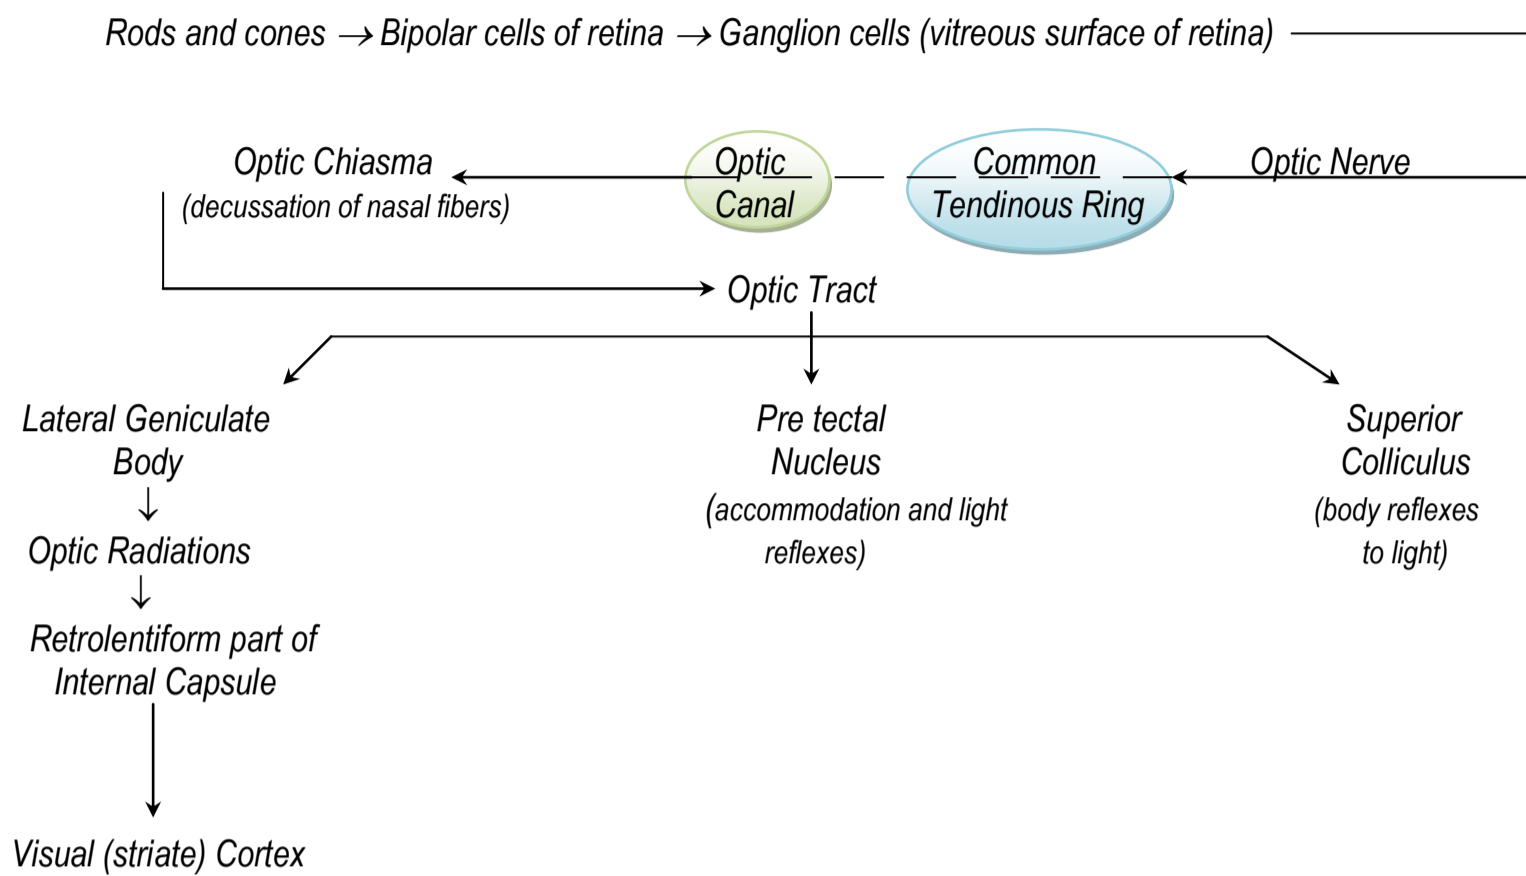 Rods and cones → Bipolar cells of retina → Ganglion cells (vitreous surface of retina)
Optic Chiasma
(decussation of nasal fibers)
Optic
Canal
Common
Tendinous Ring
Optic Nerve
Optic Tract
Lateral Geniculate
Body
↓
Optic Radiations
↓
Retrolentiform part of
Internal Capsule
Visual (striate) Cortex
Pre tectal
Nucleus
(accommodation and light
reflexes)
Superior
Colliculus
(body reflexes
to light)